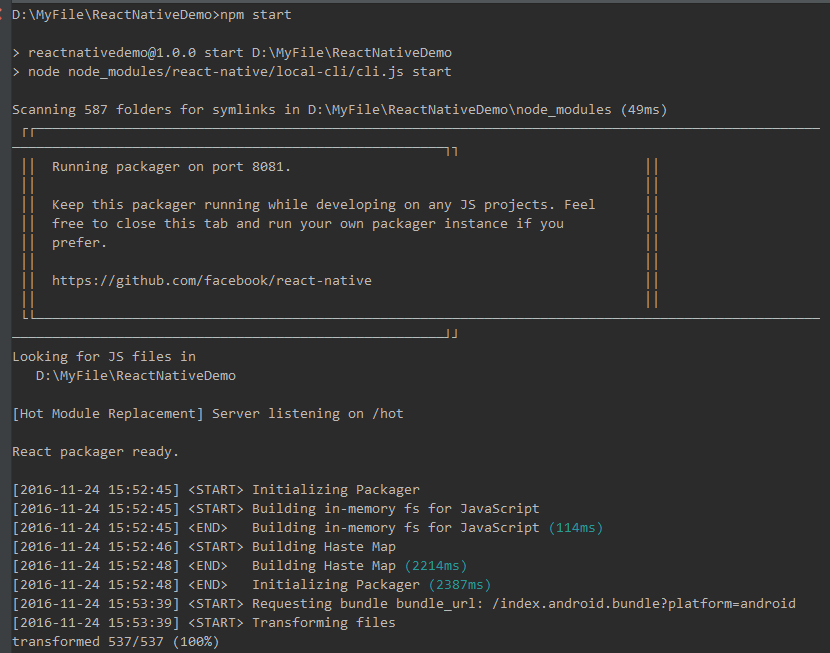 D:\MyFile\ReactNativeDemo>npm start
> reactnativedemo@1.0.0 start D:\MyFile\ReactNativeDemo
> node node_modules/react-native/local-cli/cli.js start
Scanning 587 folders for symlinks in D:\MyFile\ReactNativeDemo\node_modules (49ms)
Running packager on port 8081.
Keep this packager running while developing on any JS projects. Feel
free to close this tab and run your own packager instance if you
prefer.
https://github.com/facebook/react-native
Looking for JS files in
D:\MyFile\ReactNativeDemo
[Hot Module Replacement] Server listening on /hot
React packager ready.
[2016-11-24 15:52:45] <START> Initializing Packager
[2016-11-24 15:52:45] <START> Building in-memory fs for JavaScript
[2016-11-24 15:52:45] <END>   Building in-memory fs for JavaScript (114ms)
[2016-11-24 15:52:46] <START> Building Haste Map
[2016-11-24 15:52:48] <END>   Building Haste Map (2214ms)
[2016-11-24 15:52:48] <END>   Initializing Packager (2387ms)
[2016-11-24 15:53:39] <START> Requesting bundle bundle_url: /index.android.bundle?platform=android
[2016-11-24 15:53:39] <START> Transforming files
transformed 537/537 (100%)